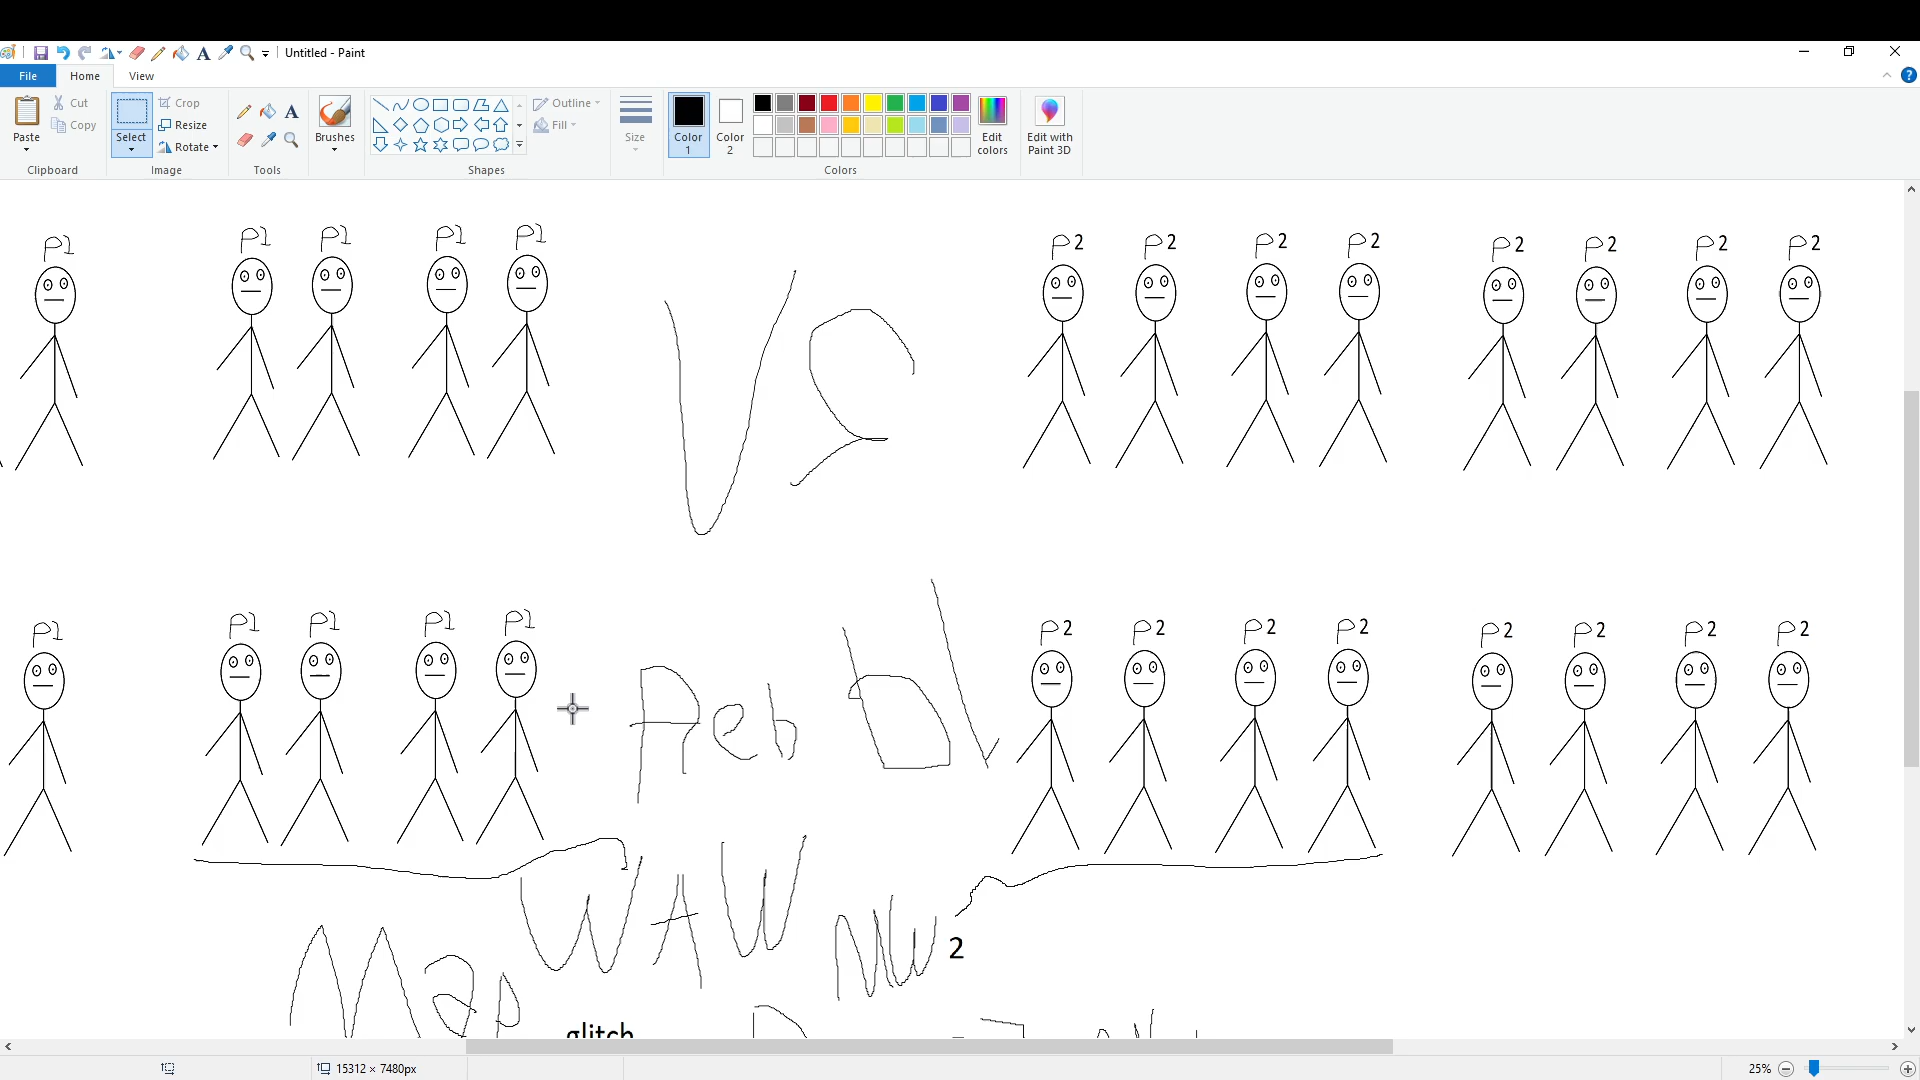 Untitled - Paint
File Home View
Paste Cut Copy Select Crop Resize Rotate Brushes Outline Fill Size Color 1 Color 2 Edit colors Edit with Paint 3D
Clipboard Image Tools Shapes Colors
P1 P1 P1 P1 P1 P2 P2 P2 P2 P2 P2 P2 P2
VS
P1 P1 P1 P1 P1 P2 P2 P2 P2 P2 P2 P2 P2
WAW MW 2
Map
glitch
15312 × 7480px 25%